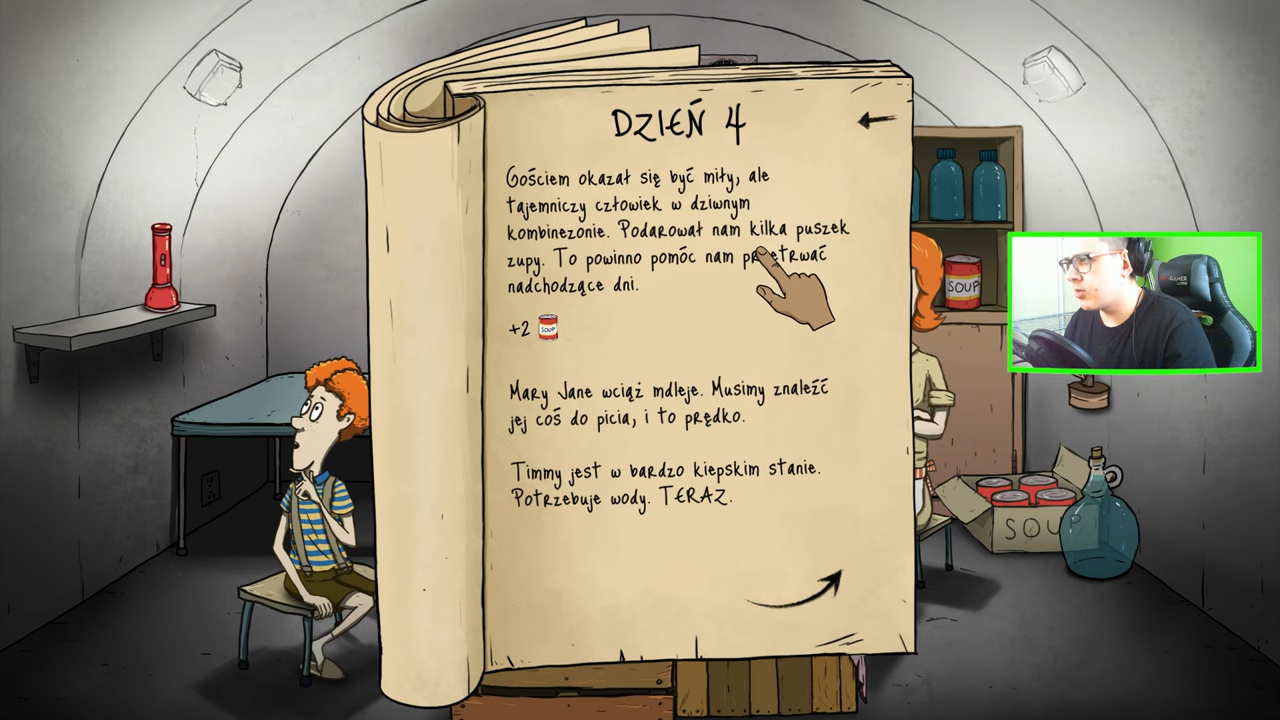 DZIEŃ 4
Gościem okazał się być miły, ale
tajemniczy człowiek w dziwnym
kombinezonie. Podarował nam kilka puszek
zupy. To powinno pomóc nam przetrwać
nadchodzące dni.
+2 SOUP
Mary Jane wciąż mdleje. Musimy znaleźć
jej coś do picia, i to prędko.
Timmy jest w bardzo kiepskim stanie.
Potrzebuje wody. TERAZ.
SOUP
SOUP